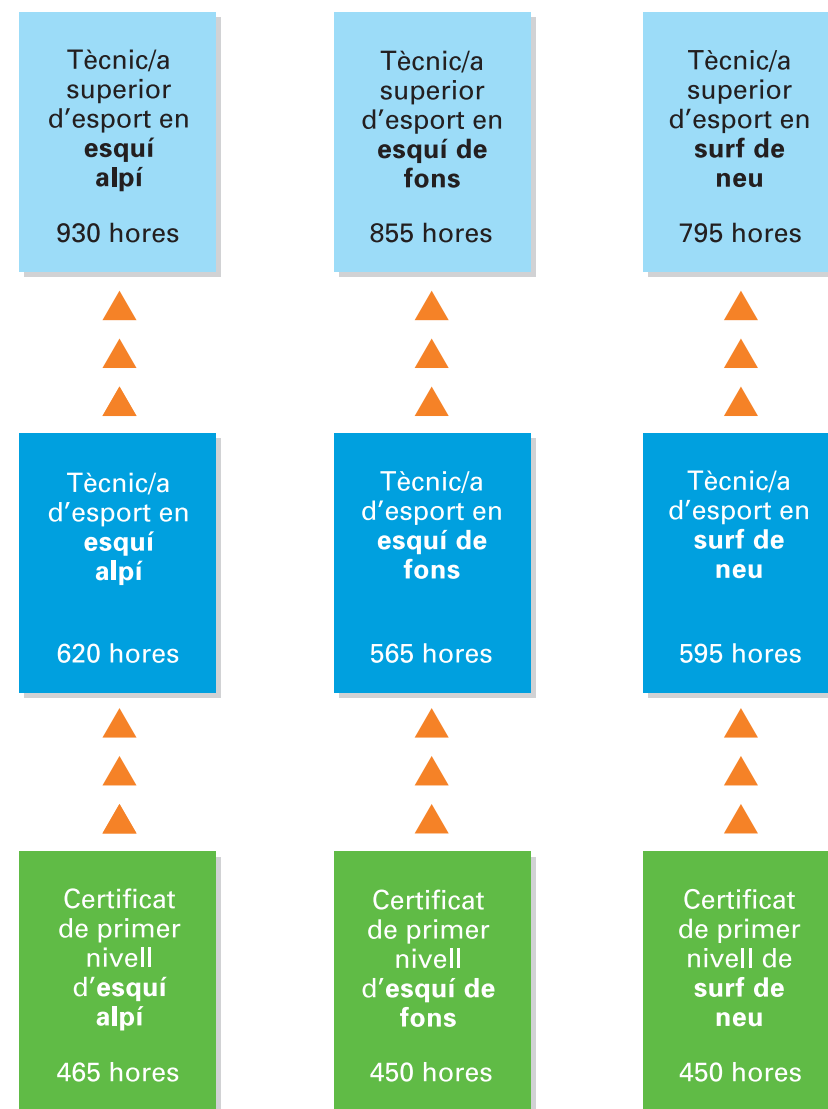 Tècnic/a
superior
d'esport en
esquí
alpí
930 hores
Tècnic/a
superior
d'esport en
esquí de
fons
855 hores
Tècnic/a
superior
d'esport en
surf de
neu
795 hores
Tècnic/a
d'esport en
esquí
alpí
620 hores
Tècnic/a
d'esport en
esquí de
fons
565 hores
Tècnic/a
d'esport en
surf de
neu
595 hores
Certificat
de primer
nivell
d'esquí
alpí
465 hores
Certificat
de primer
nivell
d'esquí de
fons
450 hores
Certificat
de primer
nivell de
surf de
neu
450 hores